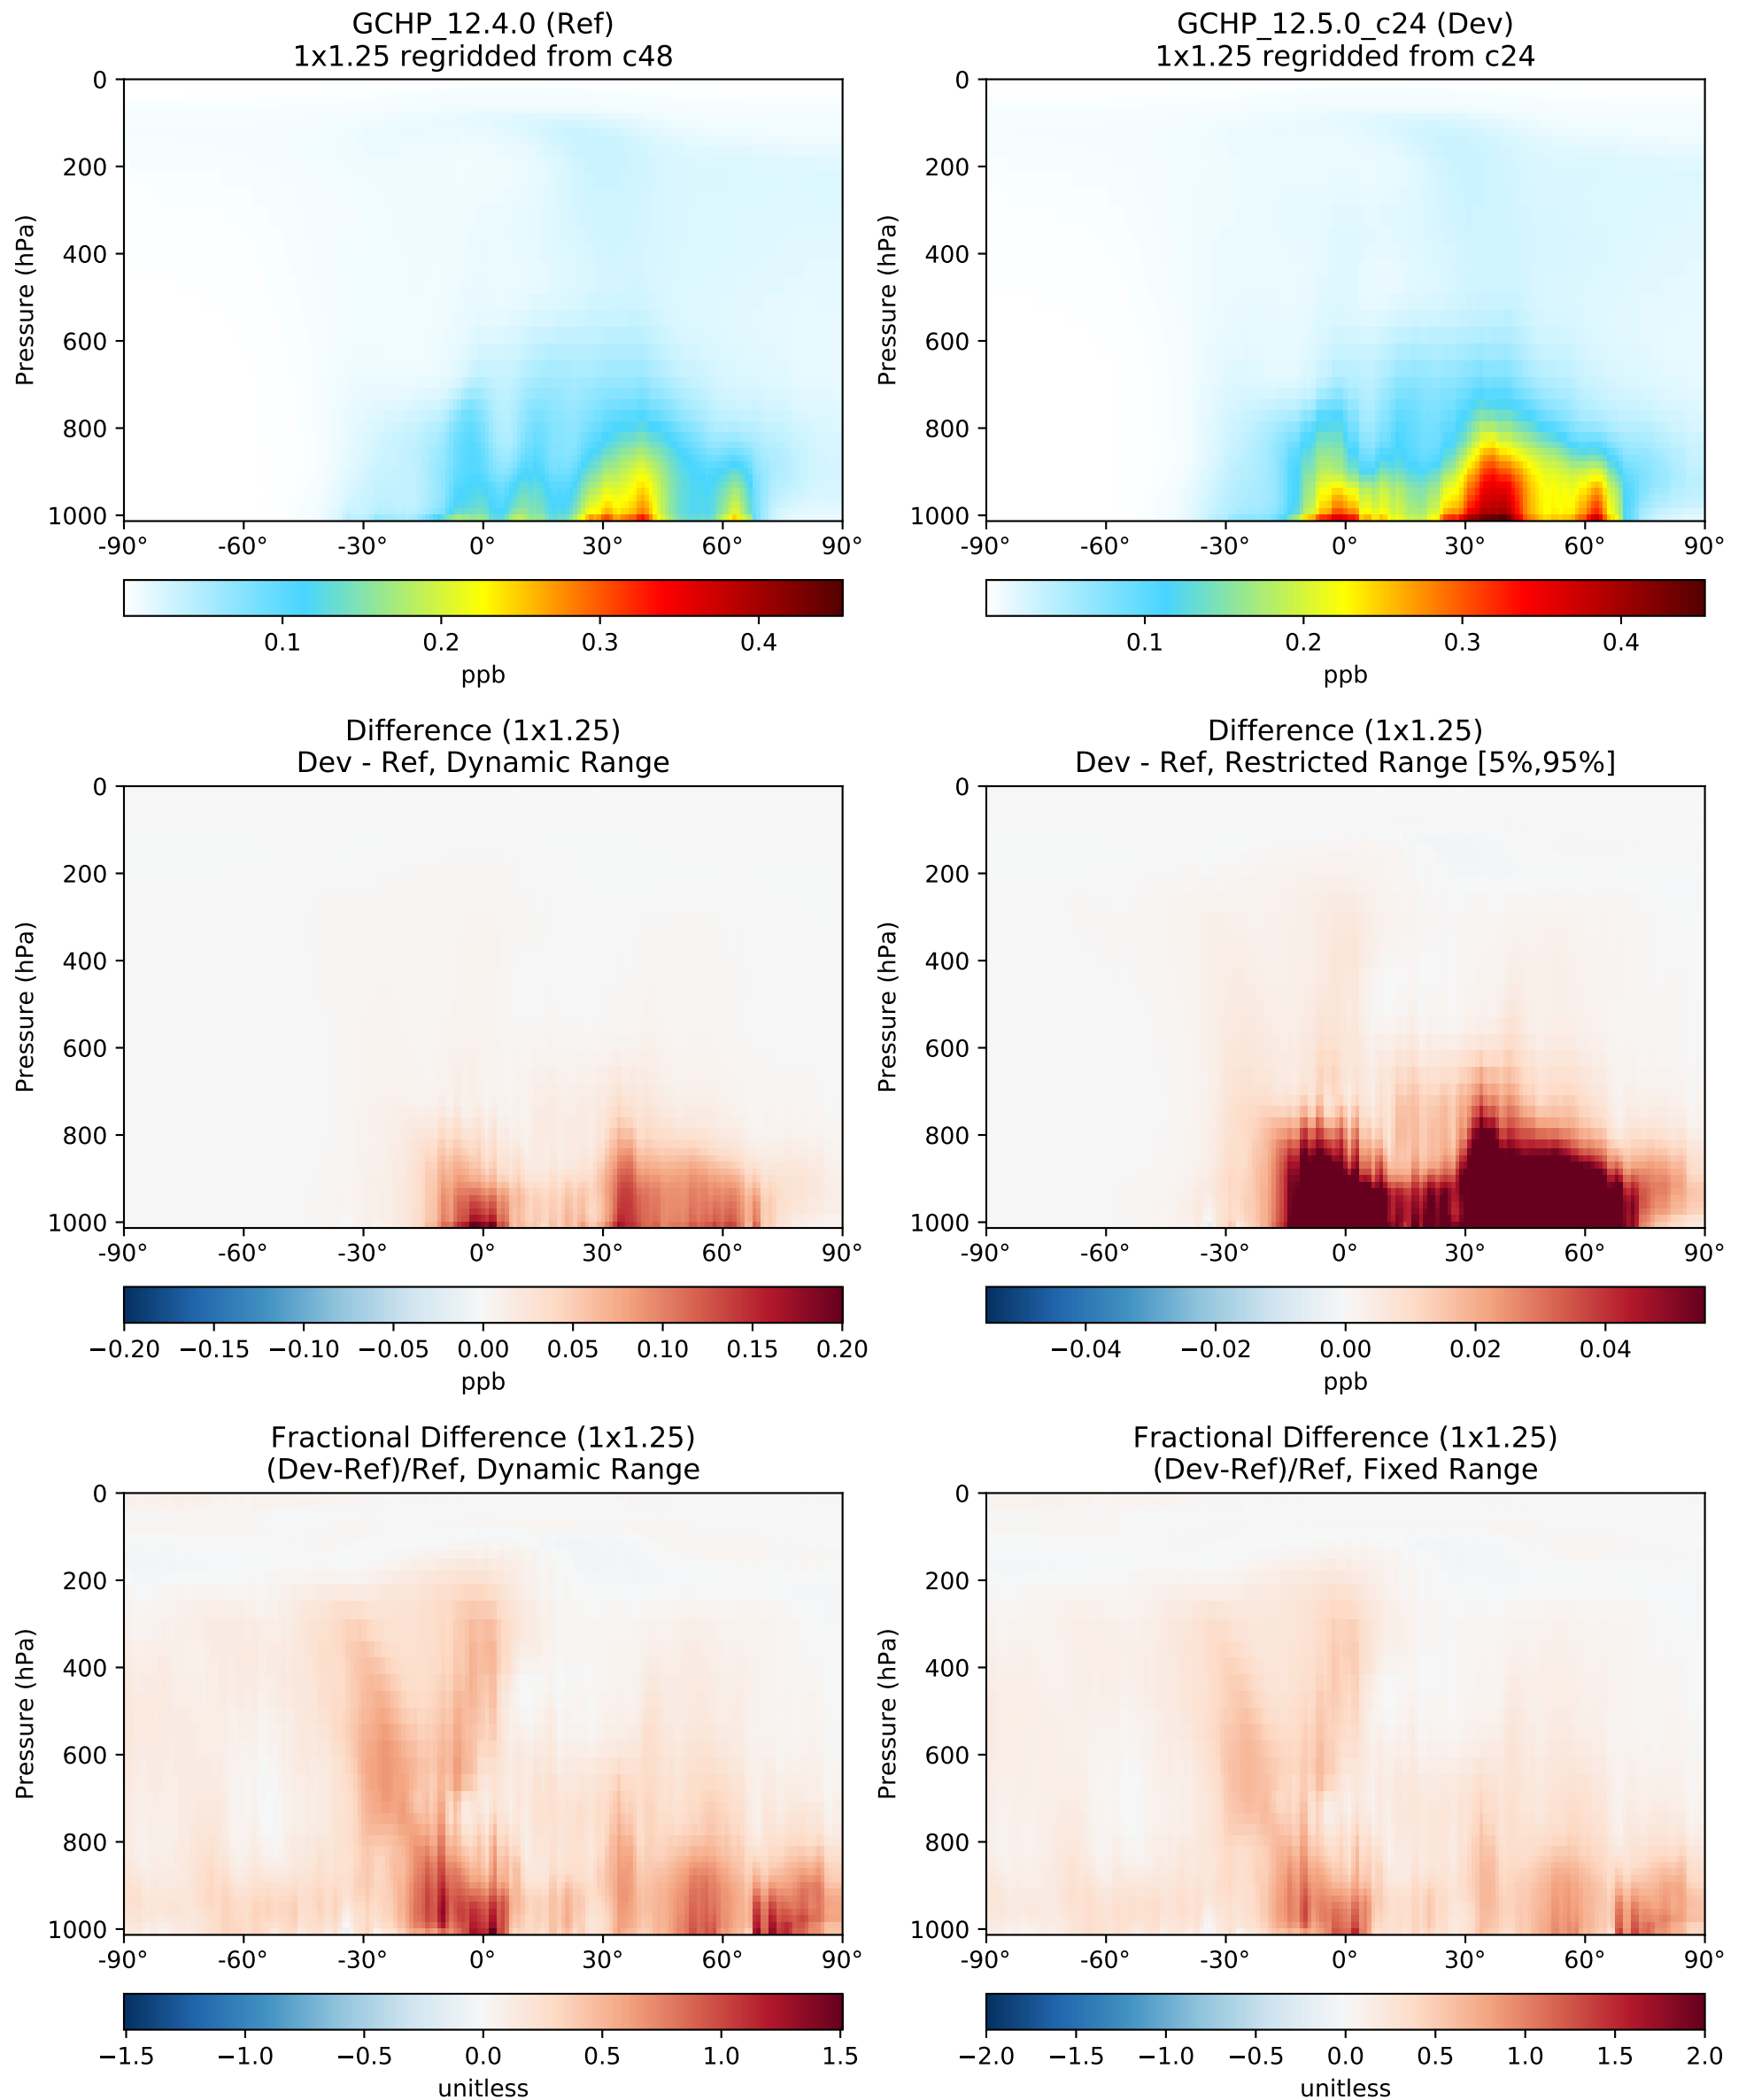 GCHP_12.4.0 (Ref)
1x1.25 regridded from c48
0
200
400
600
800
1000
Pressure (hPa)
-90° -60° -30° 0° 30° 60° 90°
0.1 0.2 0.3 0.4
ppb
GCHP_12.5.0_c24 (Dev)
1x1.25 regridded from c24
0
200
400
600
800
1000
Pressure (hPa)
-90° -60° -30° 0° 30° 60° 90°
0.1 0.2 0.3 0.4
ppb
Difference (1x1.25)
Dev - Ref, Dynamic Range
0
200
400
600
800
1000
Pressure (hPa)
-90° -60° -30° 0° 30° 60° 90°
−0.20 −0.15 −0.10 −0.05 0.00 0.05 0.10 0.15 0.20
ppb
Difference (1x1.25)
Dev - Ref, Restricted Range [5%,95%]
0
200
400
600
800
1000
Pressure (hPa)
-90° -60° -30° 0° 30° 60° 90°
−0.04 −0.02 0.00 0.02 0.04
ppb
Fractional Difference (1x1.25)
(Dev-Ref)/Ref, Dynamic Range
0
200
400
600
800
1000
Pressure (hPa)
-90° -60° -30° 0° 30° 60° 90°
−1.5 −1.0 −0.5 0.0 0.5 1.0 1.5
unitless
Fractional Difference (1x1.25)
(Dev-Ref)/Ref, Fixed Range
0
200
400
600
800
1000
Pressure (hPa)
-90° -60° -30° 0° 30° 60° 90°
−2.0 −1.5 −1.0 −0.5 0.0 0.5 1.0 1.5 2.0
unitless